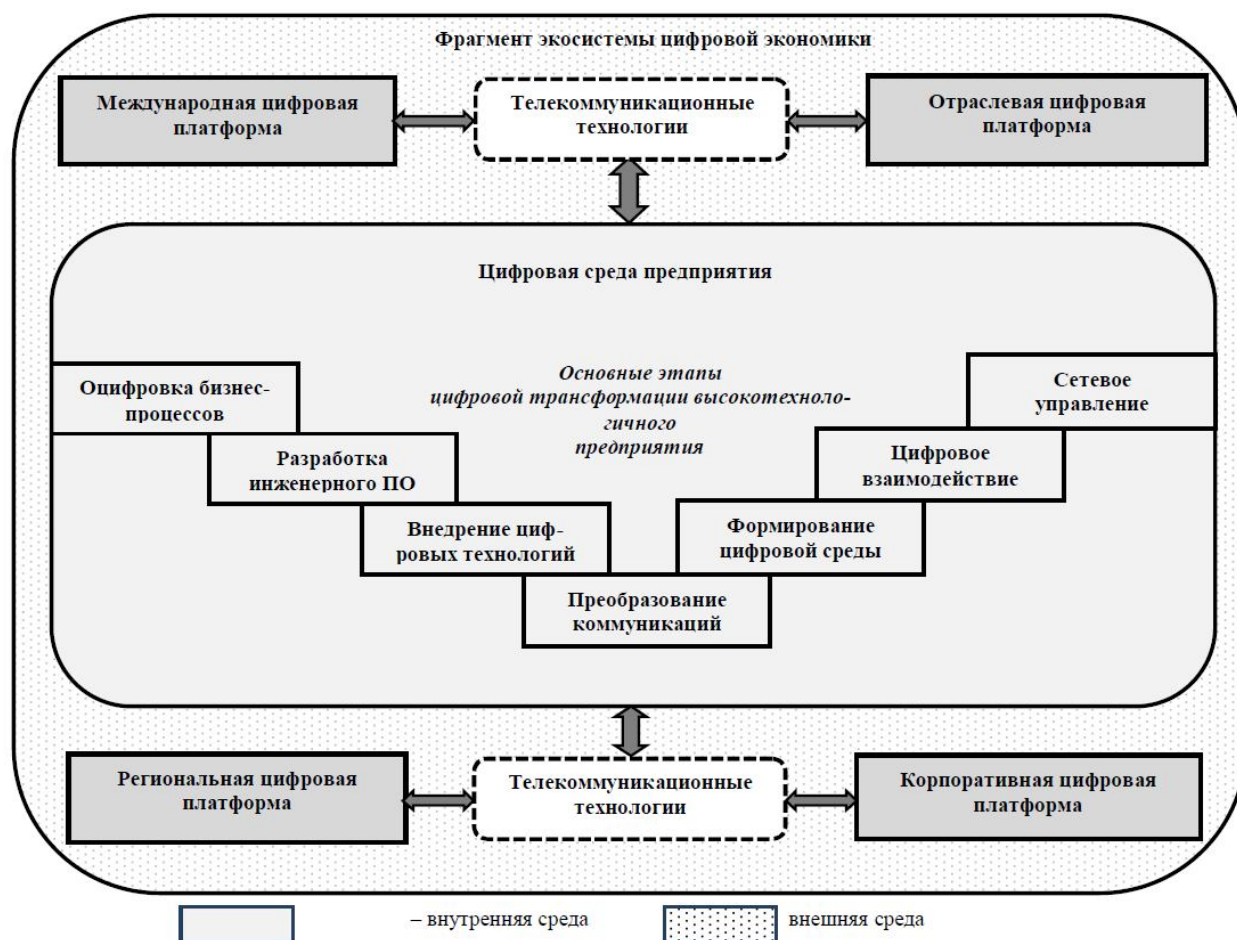 Фрагмент экосистемы цифровой экономики
Международная цифровая
платформа
Телекоммуникационные
технологии
Отраслевая цифровая
платформа
Цифровая среда предприятия
Основные этапы
цифровой трансформации высокотехноло-
гичного
предприятия
Оцифровка бизнес-
процессов
Разработка
инженерного ПО
Внедрение циф-
ровых технологий
Преобразование
коммуникаций
Формирование
цифровой среды
Цифровое
взаимодействие
Сетевое
управление
Региональная цифровая
платформа
Телекоммуникационные
технологии
Корпоративная цифровая
платформа
– внутренняя среда
внешняя среда